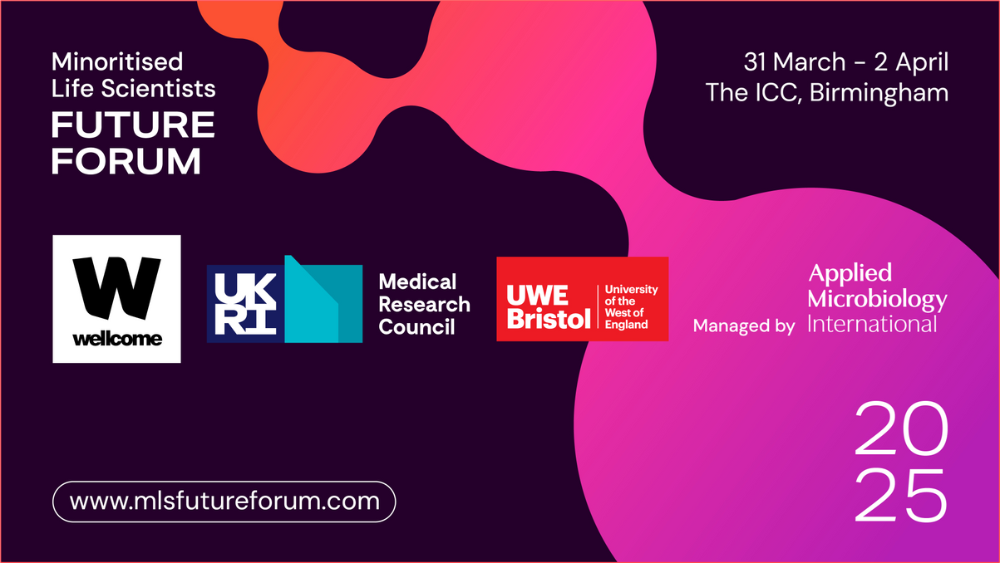 Minoritised
Life Scientists
FUTURE
FORUM
31 March – 2 April
The ICC, Birmingham
W
wellcome
UK
RI
Medical
Research
Council
UWE
Bristol
University
of the
West of
England
Managed by
Applied
Microbiology
International
20
25
www.mlsfutureforum.com